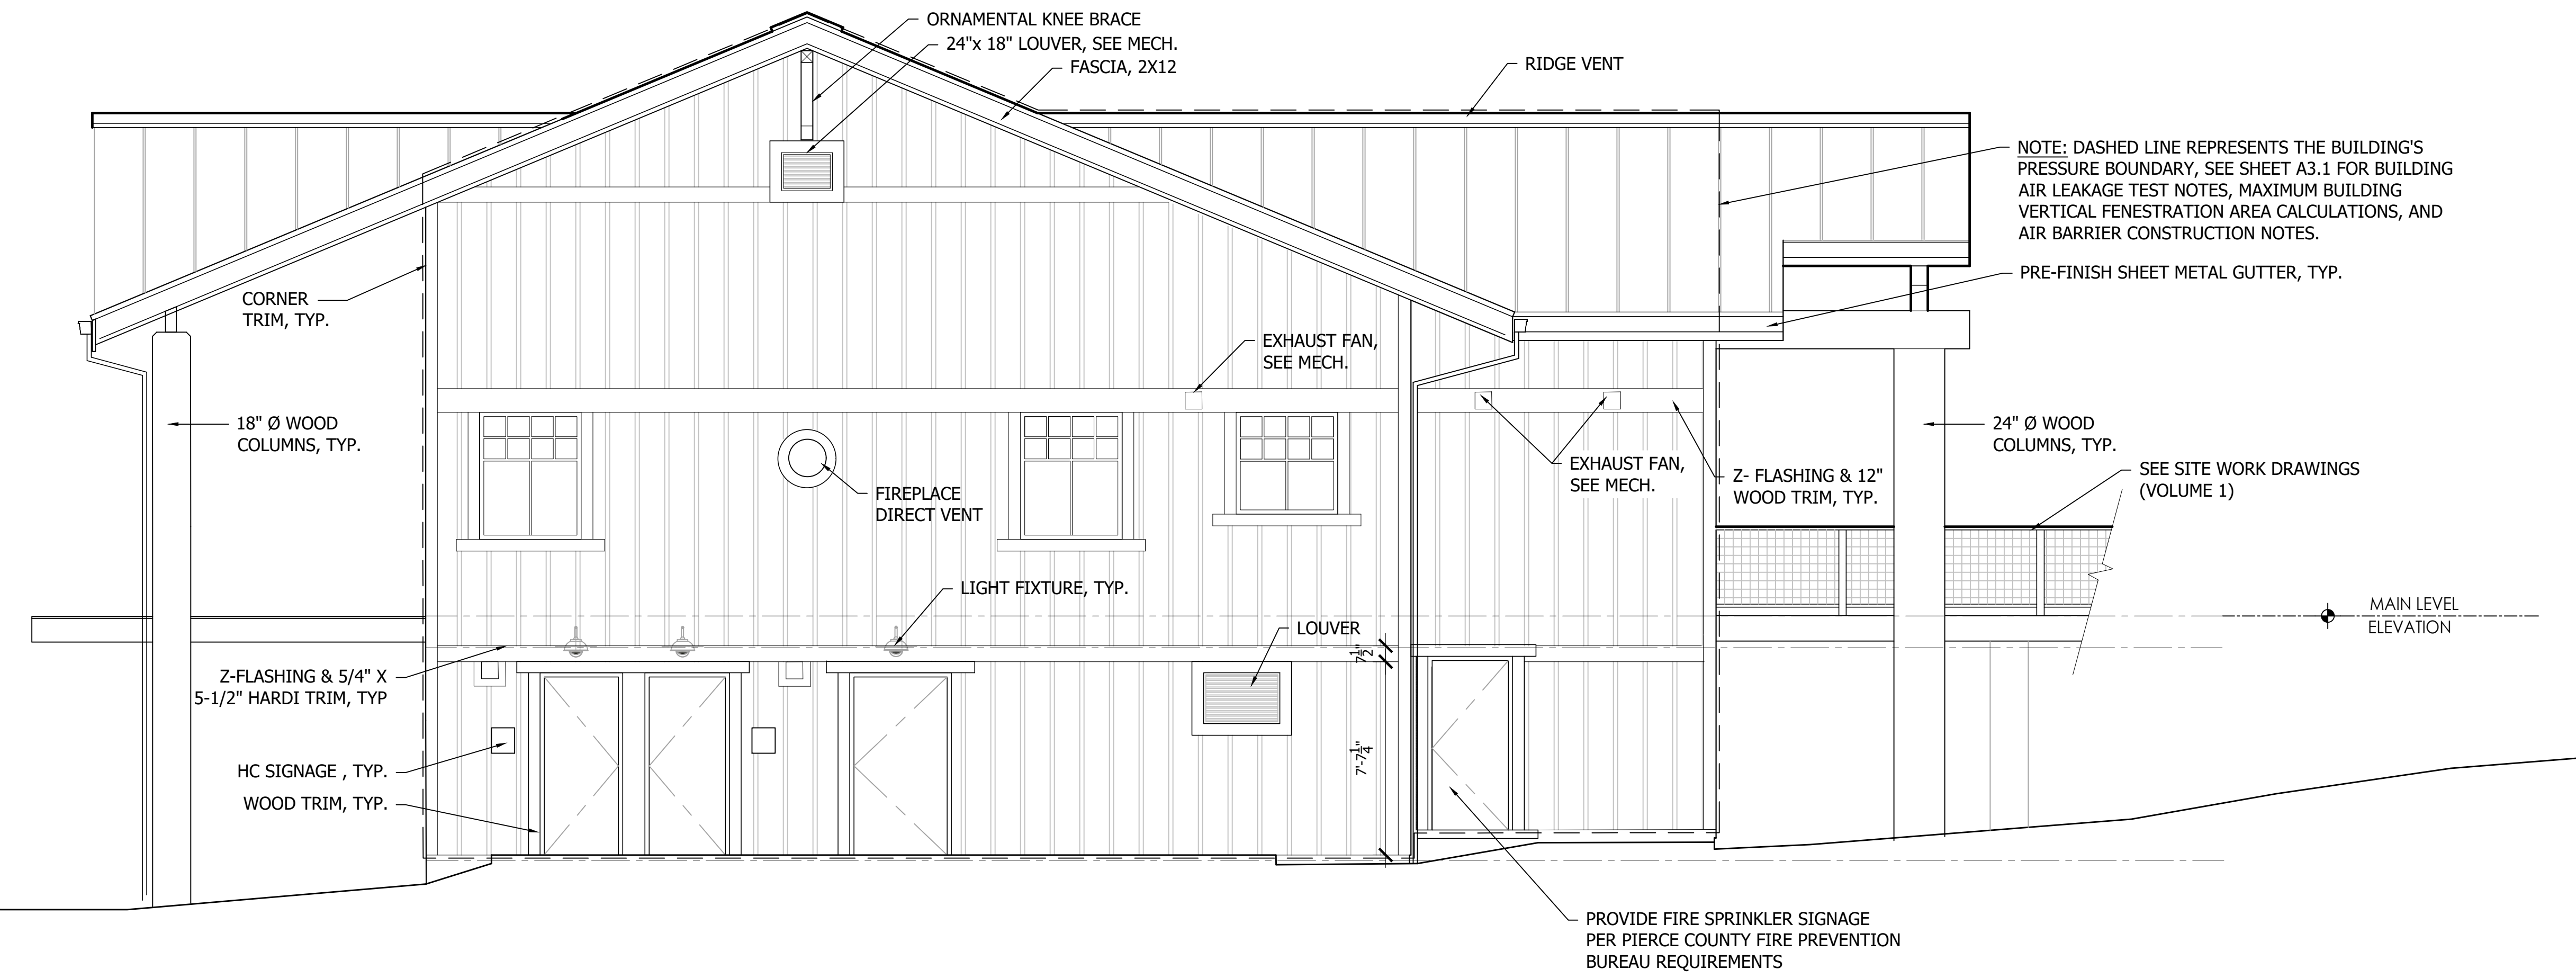 ORNAMENTAL KNEE BRACE
24"x 18" LOUVER, SEE MECH.
FASCIA, 2X12
RIDGE VENT
NOTE: DASHED LINE REPRESENTS THE BUILDING'S
PRESSURE BOUNDARY, SEE SHEET A3.1 FOR BUILDING
AIR LEAKAGE TEST NOTES, MAXIMUM BUILDING
VERTICAL FENESTRATION AREA CALCULATIONS, AND
AIR BARRIER CONSTRUCTION NOTES.
PRE-FINISH SHEET METAL GUTTER, TYP.
CORNER
TRIM, TYP.
EXHAUST FAN,
SEE MECH.
18" Ø WOOD
COLUMNS, TYP.
24" Ø WOOD
COLUMNS, TYP.
EXHAUST FAN,
SEE MECH.
Z- FLASHING & 12"
WOOD TRIM, TYP.
SEE SITE WORK DRAWINGS
(VOLUME 1)
FIREPLACE
DIRECT VENT
LIGHT FIXTURE, TYP.
MAIN LEVEL
ELEVATION
LOUVER
7 1/2"
Z-FLASHING & 5/4" X
5-1/2" HARDI TRIM, TYP
7'-7 1/4"
HC SIGNAGE , TYP.
WOOD TRIM, TYP.
PROVIDE FIRE SPRINKLER SIGNAGE
PER PIERCE COUNTY FIRE PREVENTION
BUREAU REQUIREMENTS